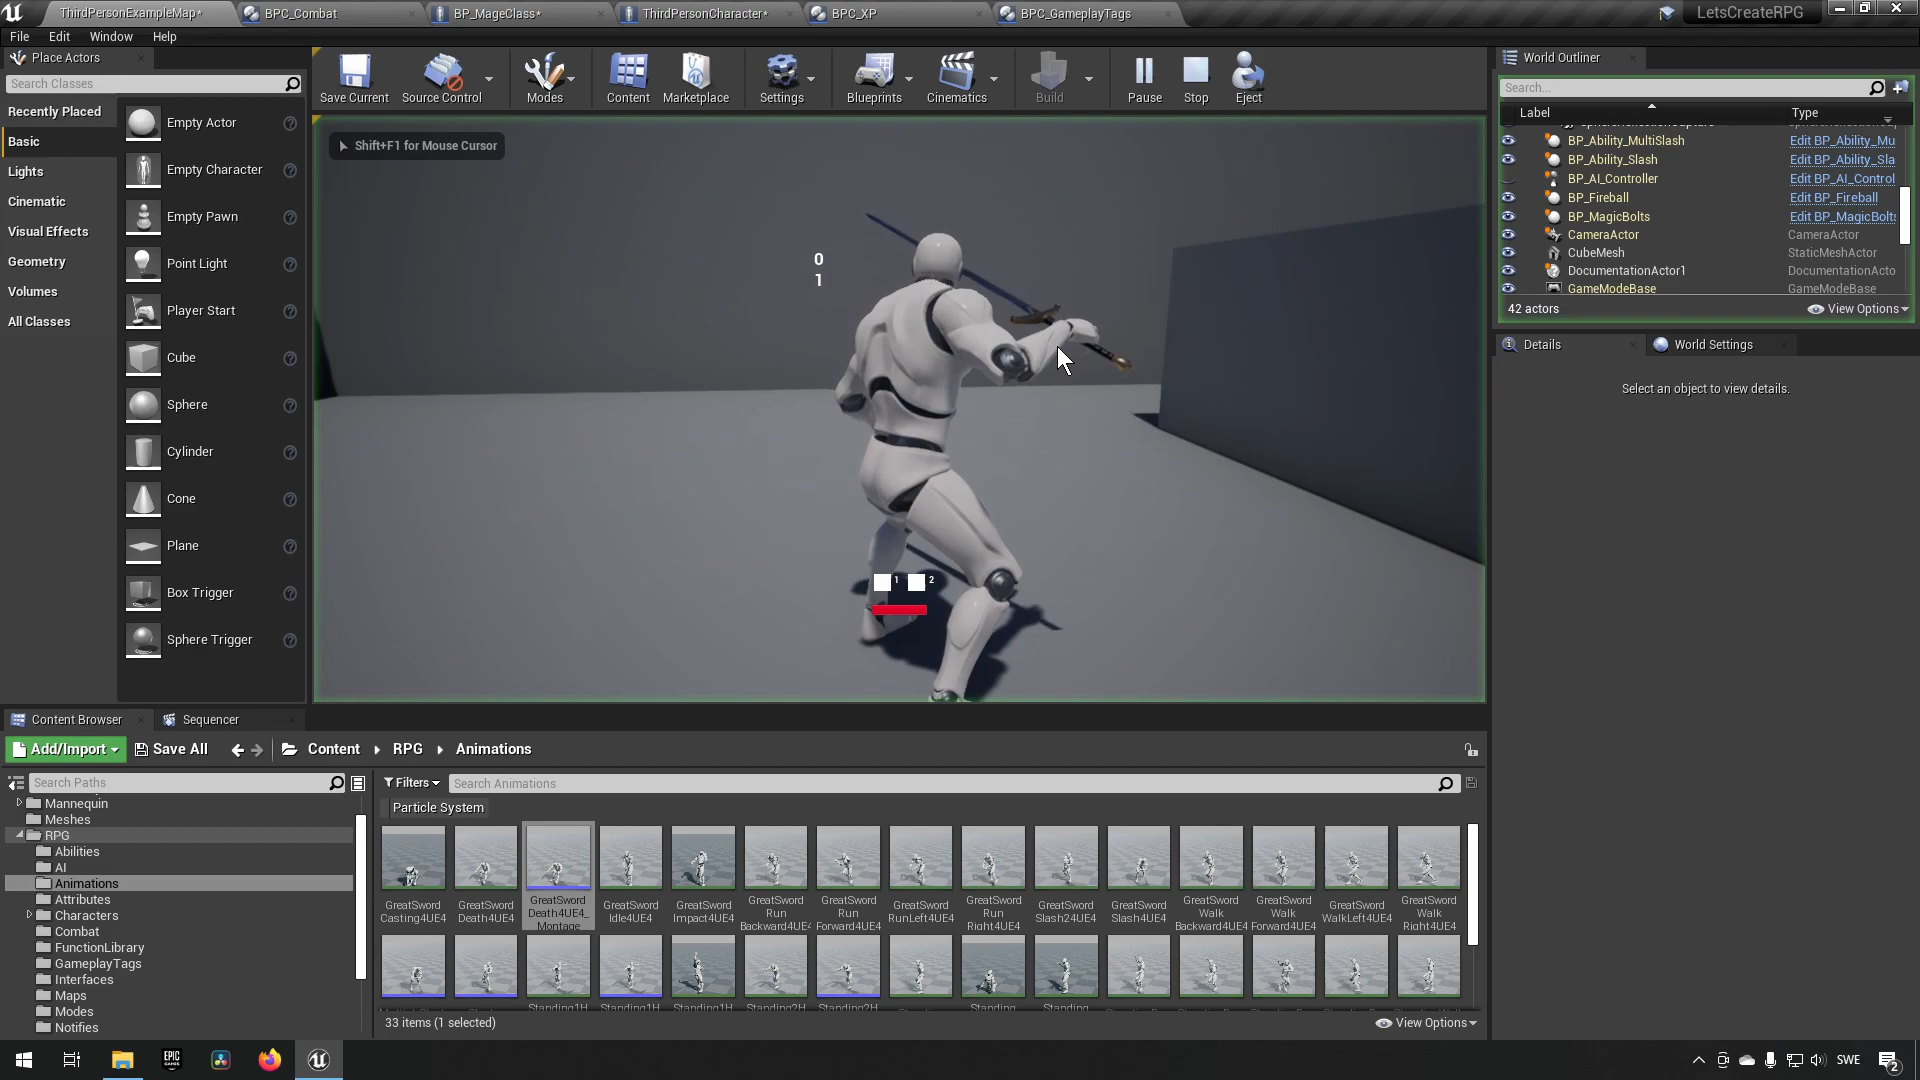 ThirdPersonExampleMap*
BPC_Combat
BP_MageClass*
ThirdPersonCharacter*
BPC_XP
BPC_GameplayTags
LetsCreateRPG
File Edit Window Help
Place Actors
Search Classes
Recently Placed
Basic
Lights
Cinematic
Visual Effects
Geometry
Volumes
All Classes
Empty Actor
Empty Character
Empty Pawn
Point Light
Player Start
Cube
Sphere
Cylinder
Cone
Plane
Box Trigger
Sphere Trigger
Save Current
Source Control
Modes
Content
Marketplace
Settings
Blueprints
Cinematics
Build
Pause
Stop
Eject
Shift+F1 for Mouse Cursor
0
1
1 2
World Outliner
Search...
Label Type
BP_Ability_MultiSlash Edit BP_Ability_Mu
BP_Ability_Slash Edit BP_Ability_Sla
BP_AI_Controller Edit BP_AI_Control
BP_Fireball Edit BP_Fireball
BP_MagicBolts Edit BP_MagicBolts
CameraActor CameraActor
CubeMesh StaticMeshActor
DocumentationActor1 DocumentationActo
GameModeBase GameModeBase
42 actors View Options
Details World Settings
Select an object to view details.
Content Browser Sequencer
Add/Import Save All Content RPG Animations
Search Paths
Mannequin
Meshes
RPG
Abilities
AI
Animations
Attributes
Characters
Combat
FunctionLibrary
GameplayTags
Interfaces
Maps
Modes
Notifies
Filters Search Animations
Particle System
GreatSword Casting4UE4
GreatSword Death4UE4
GreatSword Death4UE4_ Montage
GreatSword Idle4UE4
GreatSword Impact4UE4
GreatSword Run Backward4UE4
GreatSword Run Forward4UE4
GreatSword RunLeft4UE4
GreatSword Run Right4UE4
GreatSword Slash24UE4
GreatSword Slash4UE4
GreatSword Walk Backward4UE4
GreatSword Walk Forward4UE4
GreatSword WalkLeft4UE4
GreatSword Walk Right4UE4
Standing1H Standing1H Standing1H Standing2H Standing2H Standing Standing
33 items (1 selected) View Options
EPIC GAMES
SWE
2